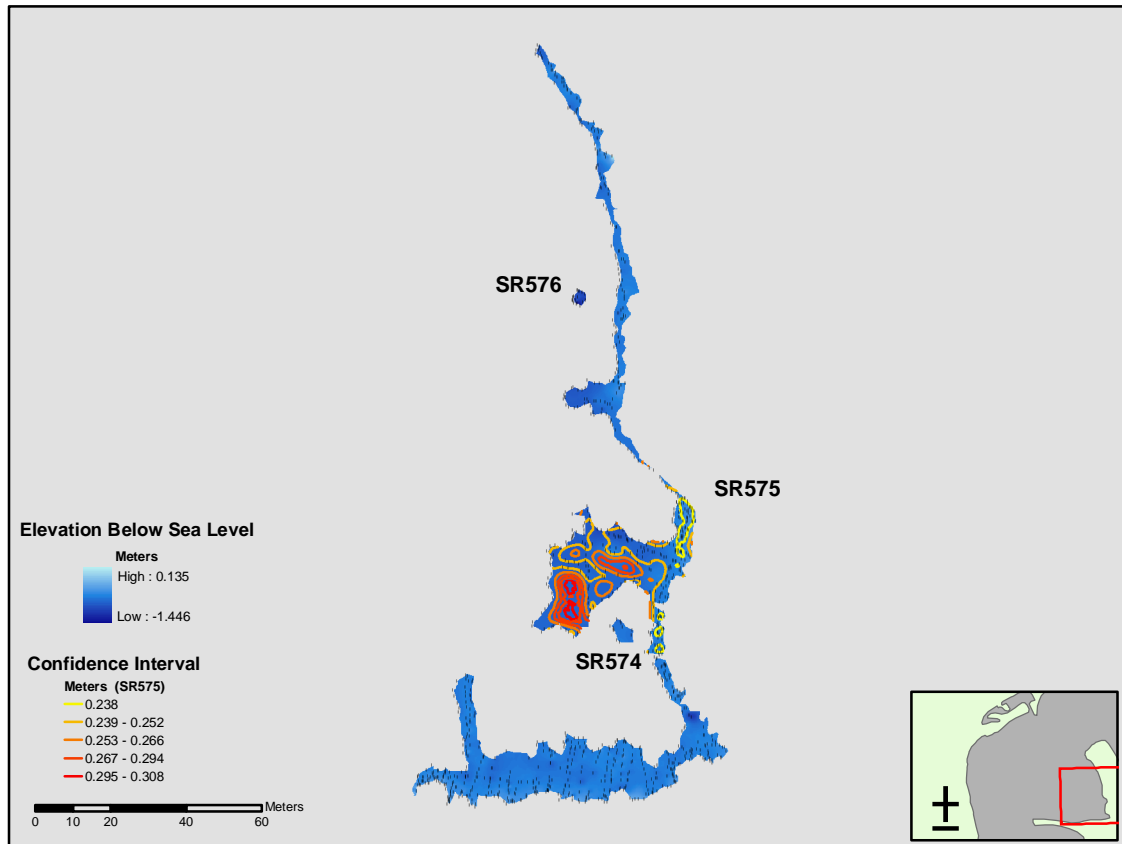 SR576
SR575
SR574
Elevation Below Sea Level
Meters
High : 0.135
Low : -1.446
Confidence Interval
Meters (SR575)
0.238
0.239 - 0.252
0.253 - 0.266
0.267 - 0.294
0.295 - 0.308
Meters
0 10 20 40 60